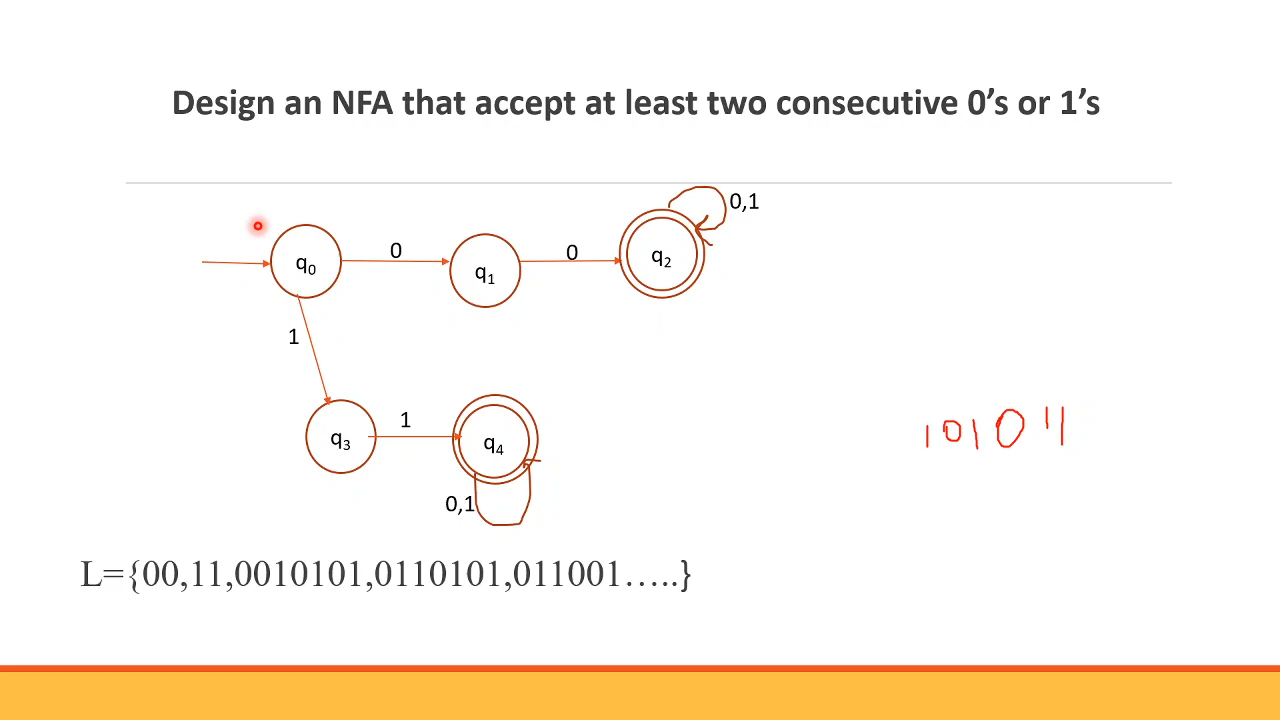 Design an NFA that accept at least two consecutive 0’s or 1’s
0,1
0
0
q0
q1
q2
1
1
q3
q4
101011
0,1
L={00,11,0010101,0110101,011001…..}